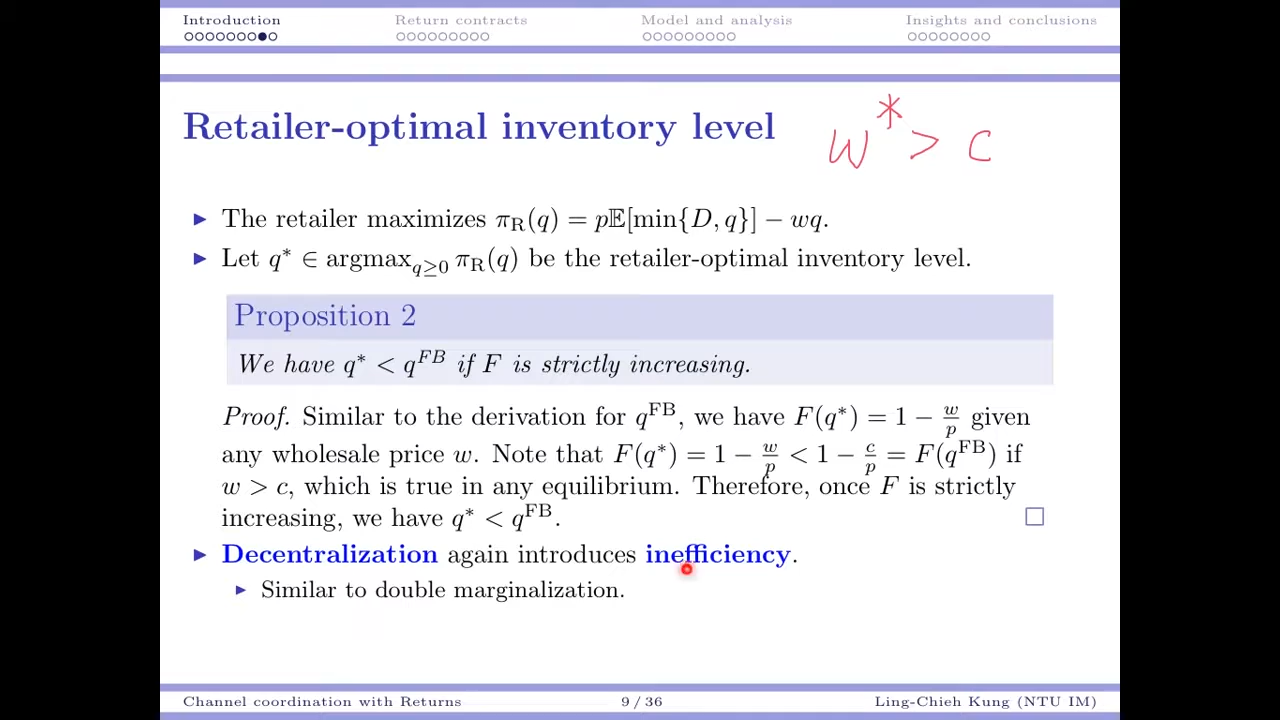 Introduction Return contracts Model and analysis Insights and conclusions
Retailer-optimal inventory level
w* > c
▶ The retailer maximizes π_R(q) = p𝔼[min{D, q}] − wq.
▶ Let q* ∈ argmax_{q≥0} π_R(q) be the retailer-optimal inventory level.
Proposition 2
We have q* < q^{FB} if F is strictly increasing.
Proof. Similar to the derivation for q^{FB}, we have F(q*) = 1 − w/p given
any wholesale price w. Note that F(q*) = 1 − w/p < 1 − c/p = F(q^{FB}) if
w > c, which is true in any equilibrium. Therefore, once F is strictly
increasing, we have q* < q^{FB}. □
▶ Decentralization again introduces inefficiency.
▶ Similar to double marginalization.
Channel coordination with Returns 9 / 36 Ling-Chieh Kung (NTU IM)